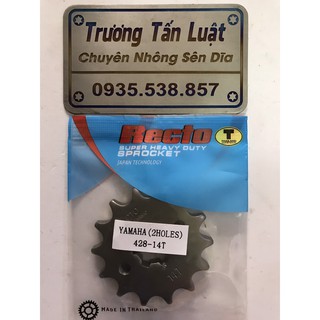 Trương Tấn Luật
Chuyên Nhông Sên Dĩa
0935.538.857
Recto
SUPER HEAVY DUTY
SPROCKET
JAPAN TECHNOLOGY
T
YAMAHA(2HOLES)
428-14T
MADE IN THAILAND